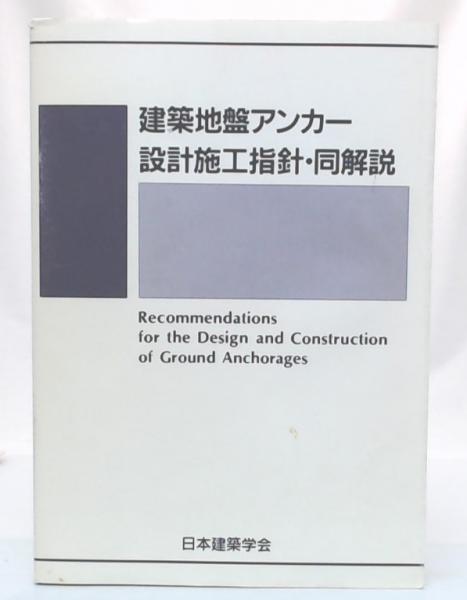 建築地盤アンカー
設計施工指針・同解説
Recommendations
for the Design and Construction
of Ground Anchorages
日本建築学会